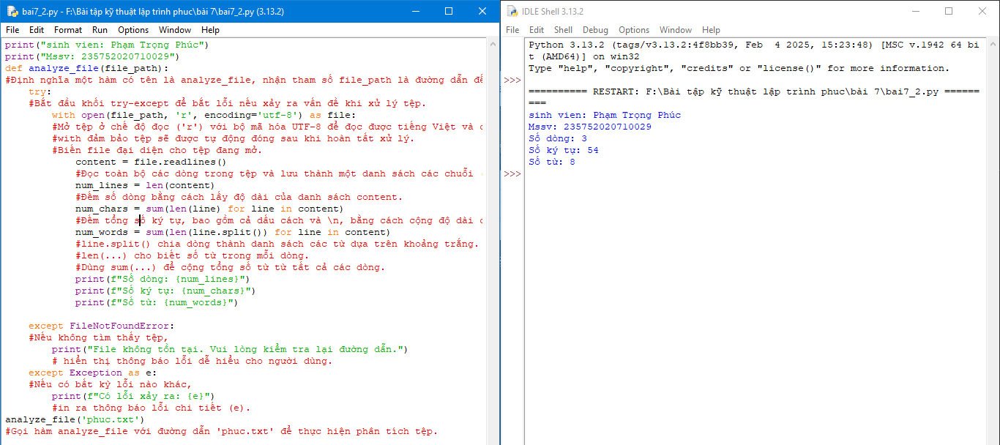 bai7_2.py - F:\Bài tập kỹ thuật lập trình phuc\bài 7\bai7_2.py (3.13.2)
File Edit Format Run Options Window Help
print("sinh vien: Phạm Trọng Phúc")
print("Mssv: 235752020710029")
def analyze_file(file_path):
#Định nghĩa một hàm có tên là analyze_file, nhận tham số file_path là đường dẫn
try:
#Bắt đầu khối try-except để bắt lỗi nếu xảy ra vấn đề khi xử lý tệp.
with open(file_path, 'r', encoding='utf-8') as file:
#Mở tệp ở chế độ đọc ('r') với bộ mã hóa UTF-8 để đọc được tiếng Việt và
#with đảm bảo tệp sẽ được tự động đóng sau khi hoàn tất xử lý.
#Biến file đại diện cho tệp đang mở.
content = file.readlines()
#Đọc toàn bộ các dòng trong tệp và lưu thành một danh sách các chuỗi
num_lines = len(content)
#Đếm số dòng bằng cách lấy độ dài của danh sách content.
num_chars = sum(len(line) for line in content)
#Đếm tổng số ký tự, bao gồm cả dấu cách và \n, bằng cách cộng độ dài
num_words = sum(len(line.split()) for line in content)
#line.split() chia dòng thành danh sách các từ dựa trên khoảng trắng.
#len(...) cho biết số từ trong mỗi dòng.
#Dùng sum(...) để cộng tổng số từ từ tất cả các dòng.
print(f"Số dòng: {num_lines}")
print(f"Số ký tự: {num_chars}")
print(f"Số từ: {num_words}")
except FileNotFoundError:
#Nếu không tìm thấy tệp,
print("File không tồn tại. Vui lòng kiểm tra lại đường dẫn.")
# hiển thị thông báo lỗi dễ hiểu cho người dùng.
except Exception as e:
#Nếu có bất kỳ lỗi nào khác,
print(f"Có lỗi xảy ra: {e}")
#in ra thông báo lỗi chi tiết (e).
analyze_file('phuc.txt')
#Gọi hàm analyze_file với đường dẫn 'phuc.txt' để thực hiện phân tích tệp.
IDLE Shell 3.13.2
File Edit Shell Debug Options Window Help
Python 3.13.2 (tags/v3.13.2:4f8bb39, Feb  4 2025, 15:23:48) [MSC v.1942 64 bi
t (AMD64)] on win32
Type "help", "copyright", "credits" or "license()" for more information.
>>>
========== RESTART: F:\Bài tập kỹ thuật lập trình phuc\bài 7\bai7_2.py ======
===
sinh vien: Phạm Trọng Phúc
Mssv: 235752020710029
Số dòng: 3
Số ký tự: 54
Số từ: 8
>>>